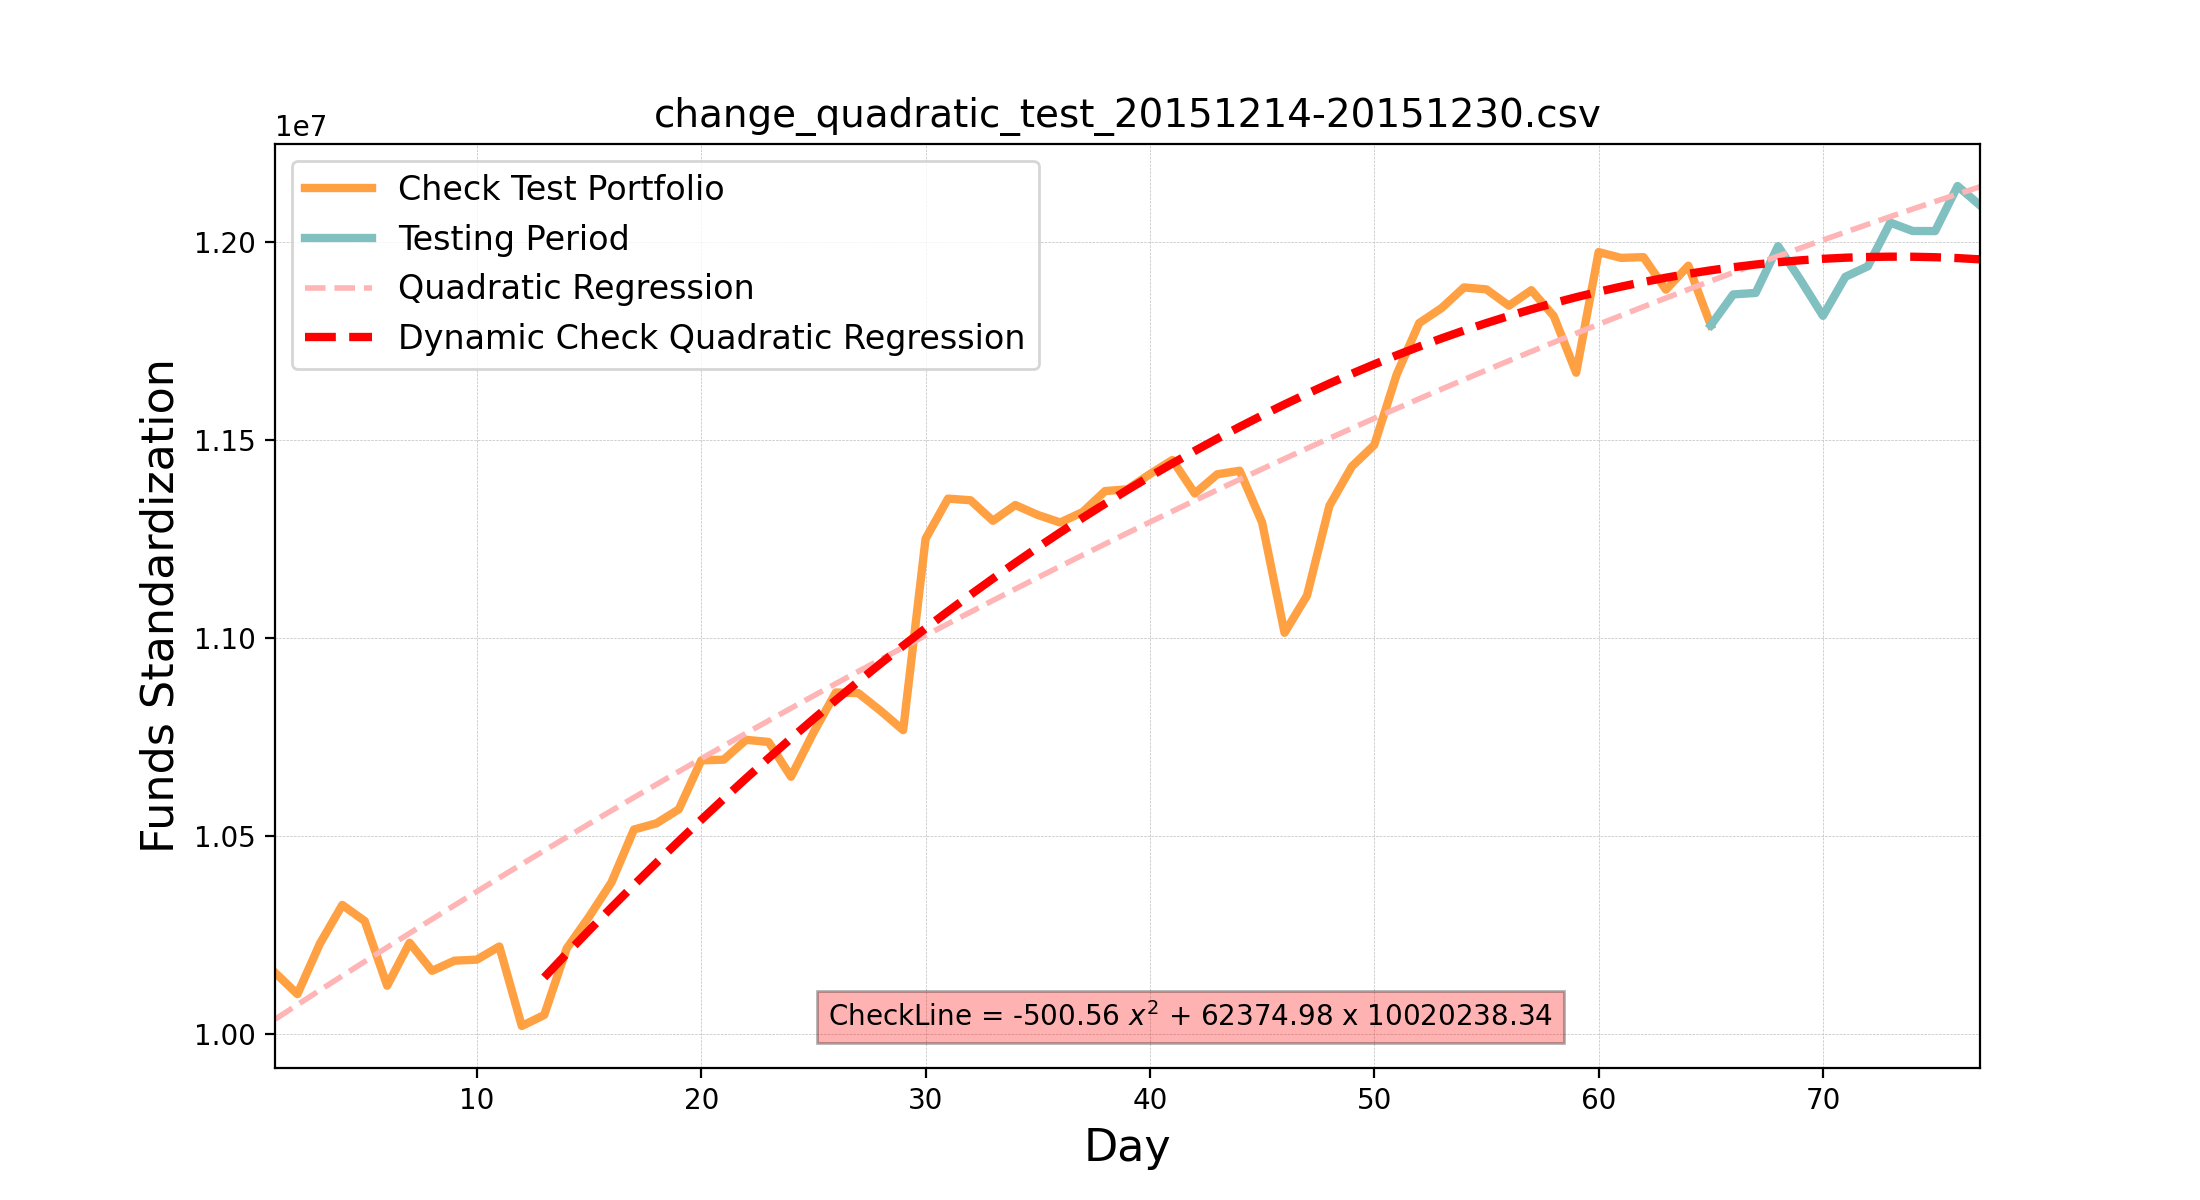 change_quadratic_test_20151214-20151230.csv
1e7
Check Test Portfolio
Testing Period
Quadratic Regression
Dynamic Check Quadratic Regression
1.20
1.15
1.10
1.05
1.00
Funds Standardization
CheckLine = -500.56 x² + 62374.98 x 10020238.34
10 20 30 40 50 60 70
Day